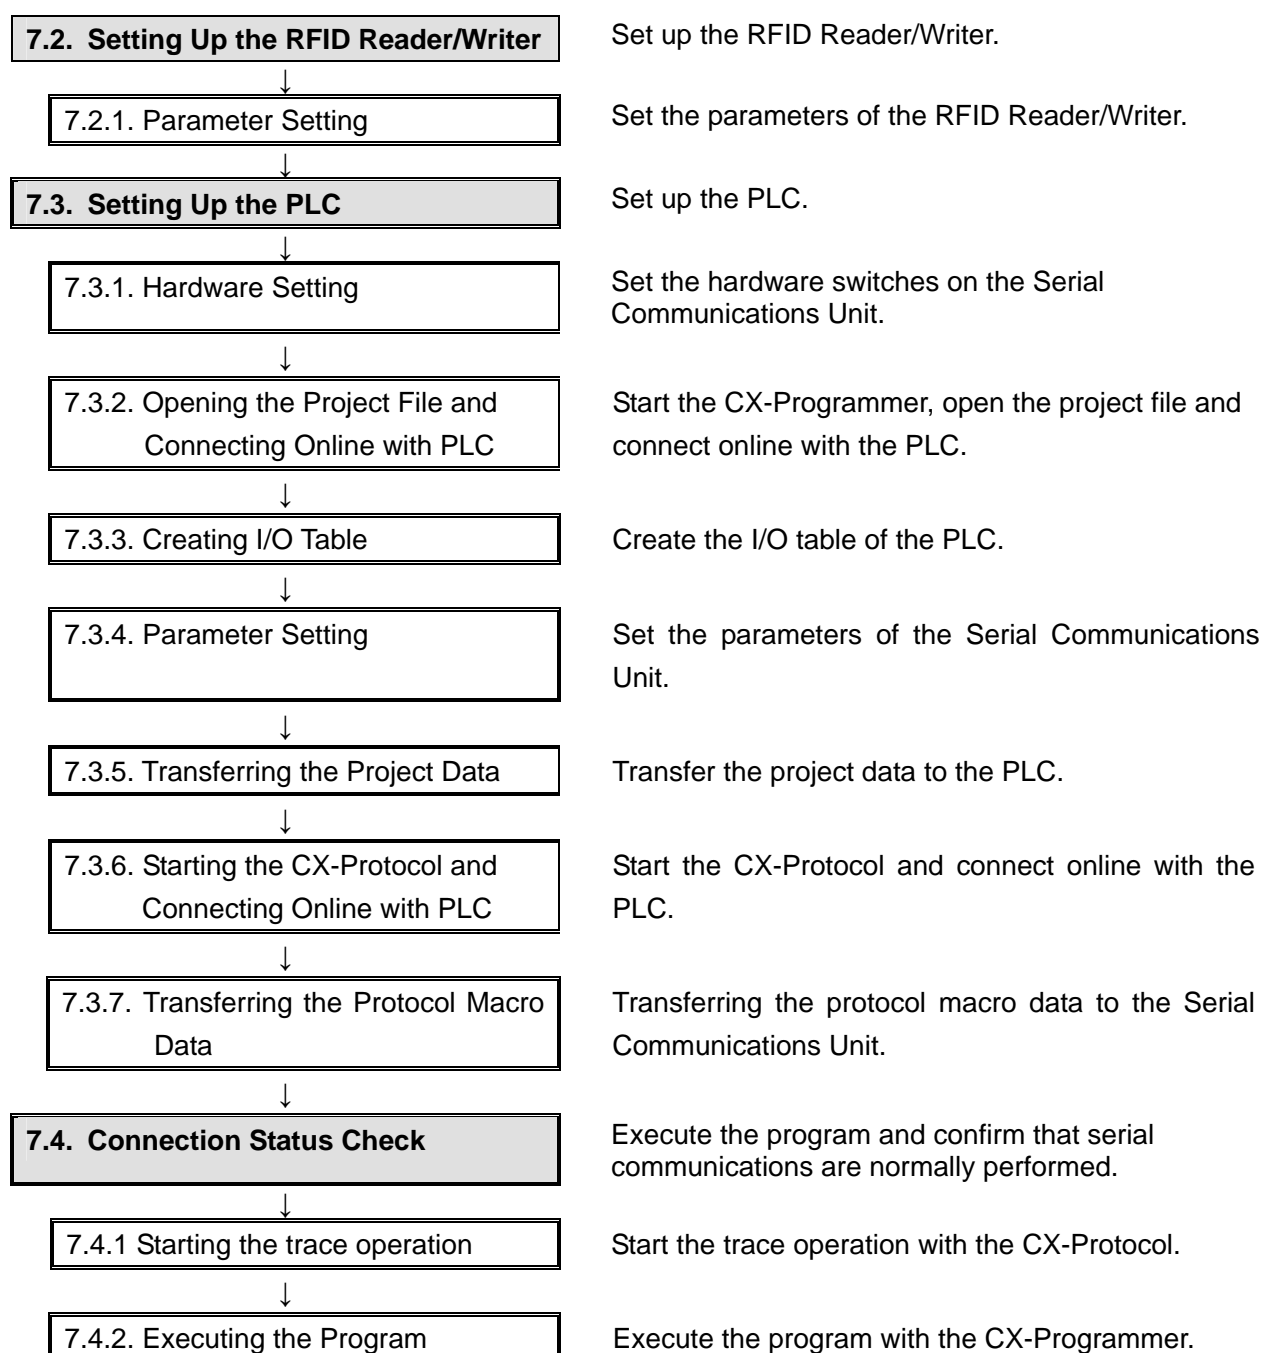 7.2. Setting Up the RFID Reader/Writer
Set up the RFID Reader/Writer.
↓
7.2.1. Parameter Setting
Set the parameters of the RFID Reader/Writer.
↓
7.3. Setting Up the PLC
Set up the PLC.
↓
7.3.1. Hardware Setting
Set the hardware switches on the Serial
Communications Unit.
↓
7.3.2. Opening the Project File and
Connecting Online with PLC
Start the CX-Programmer, open the project file and
connect online with the PLC.
↓
7.3.3. Creating I/O Table
Create the I/O table of the PLC.
↓
7.3.4. Parameter Setting
Set the parameters of the Serial Communications
Unit.
↓
7.3.5. Transferring the Project Data
Transfer the project data to the PLC.
↓
7.3.6. Starting the CX-Protocol and
Connecting Online with PLC
Start the CX-Protocol and connect online with the
PLC.
↓
7.3.7. Transferring the Protocol Macro
Data
Transferring the protocol macro data to the Serial
Communications Unit.
↓
7.4. Connection Status Check
Execute the program and confirm that serial
communications are normally performed.
↓
7.4.1 Starting the trace operation
Start the trace operation with the CX-Protocol.
↓
7.4.2. Executing the Program
Execute the program with the CX-Programmer.